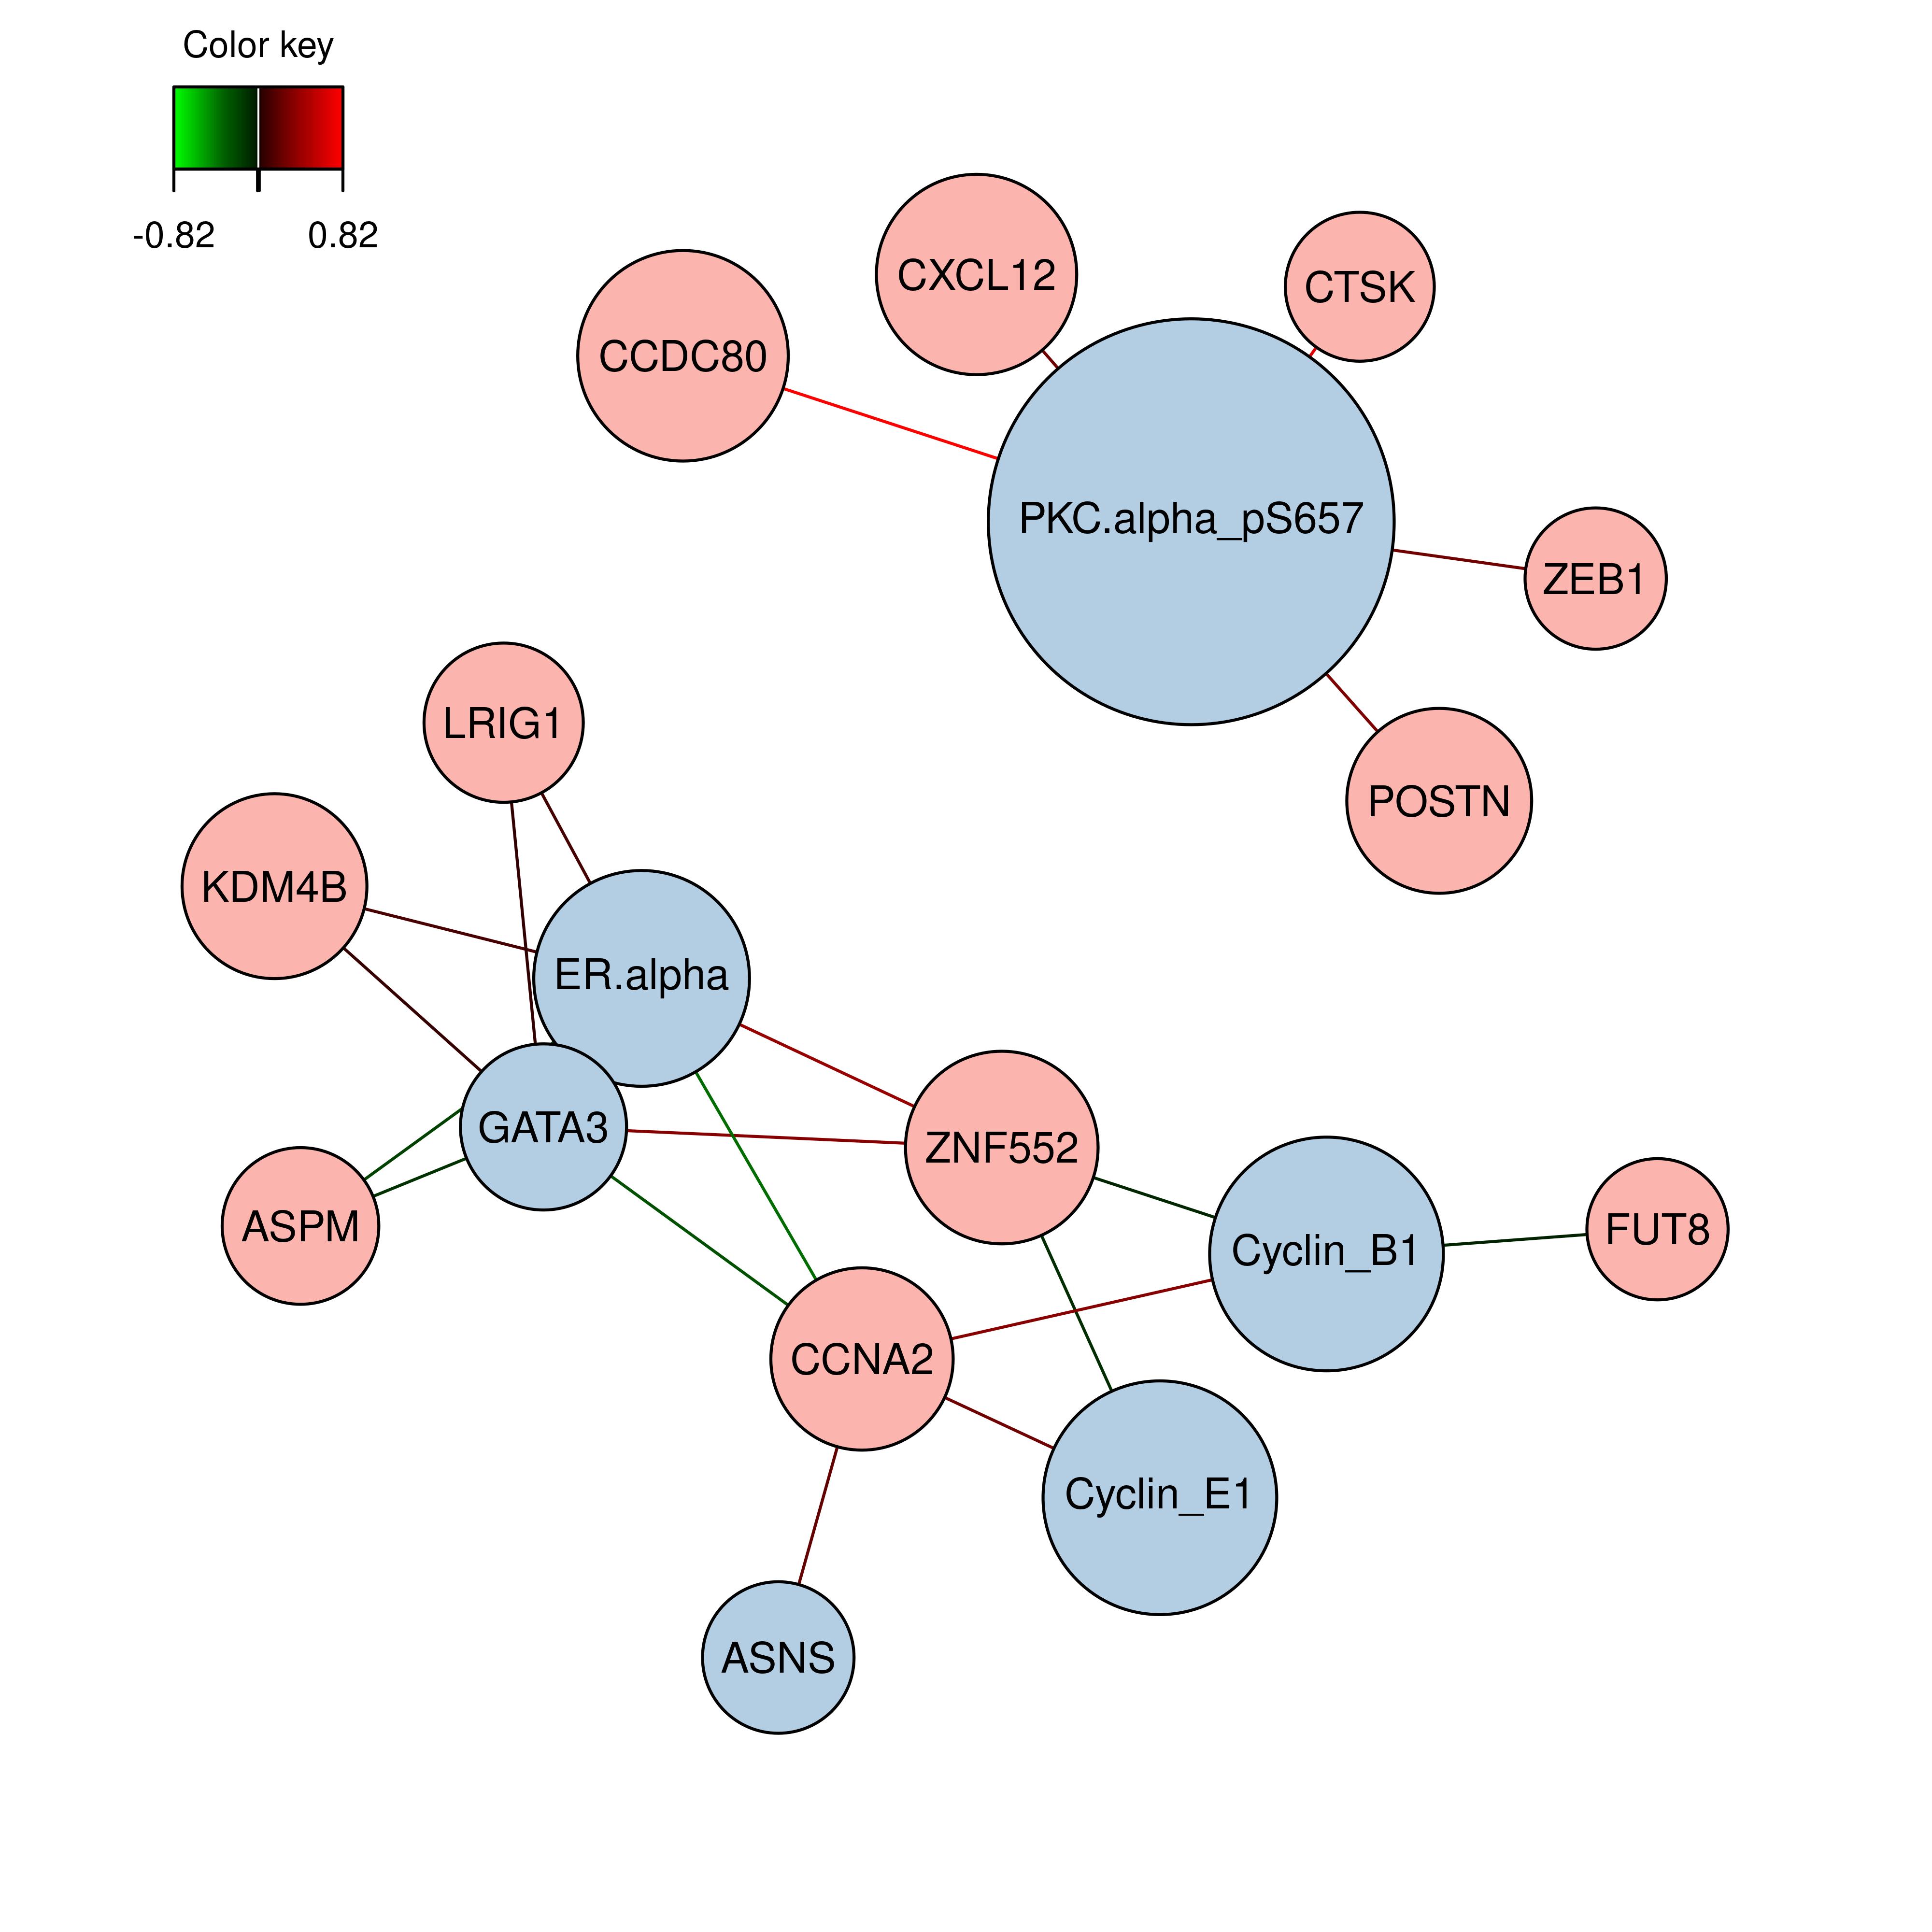 Color key
-0.82 0.82
CXCL12
CTSK
CCDC80
PKC.alpha_pS657
ZEB1
LRIG1
POSTN
KDM4B
ER.alpha
GATA3
ZNF552
ASPM
FUT8
Cyclin_B1
CCNA2
Cyclin_E1
ASNS